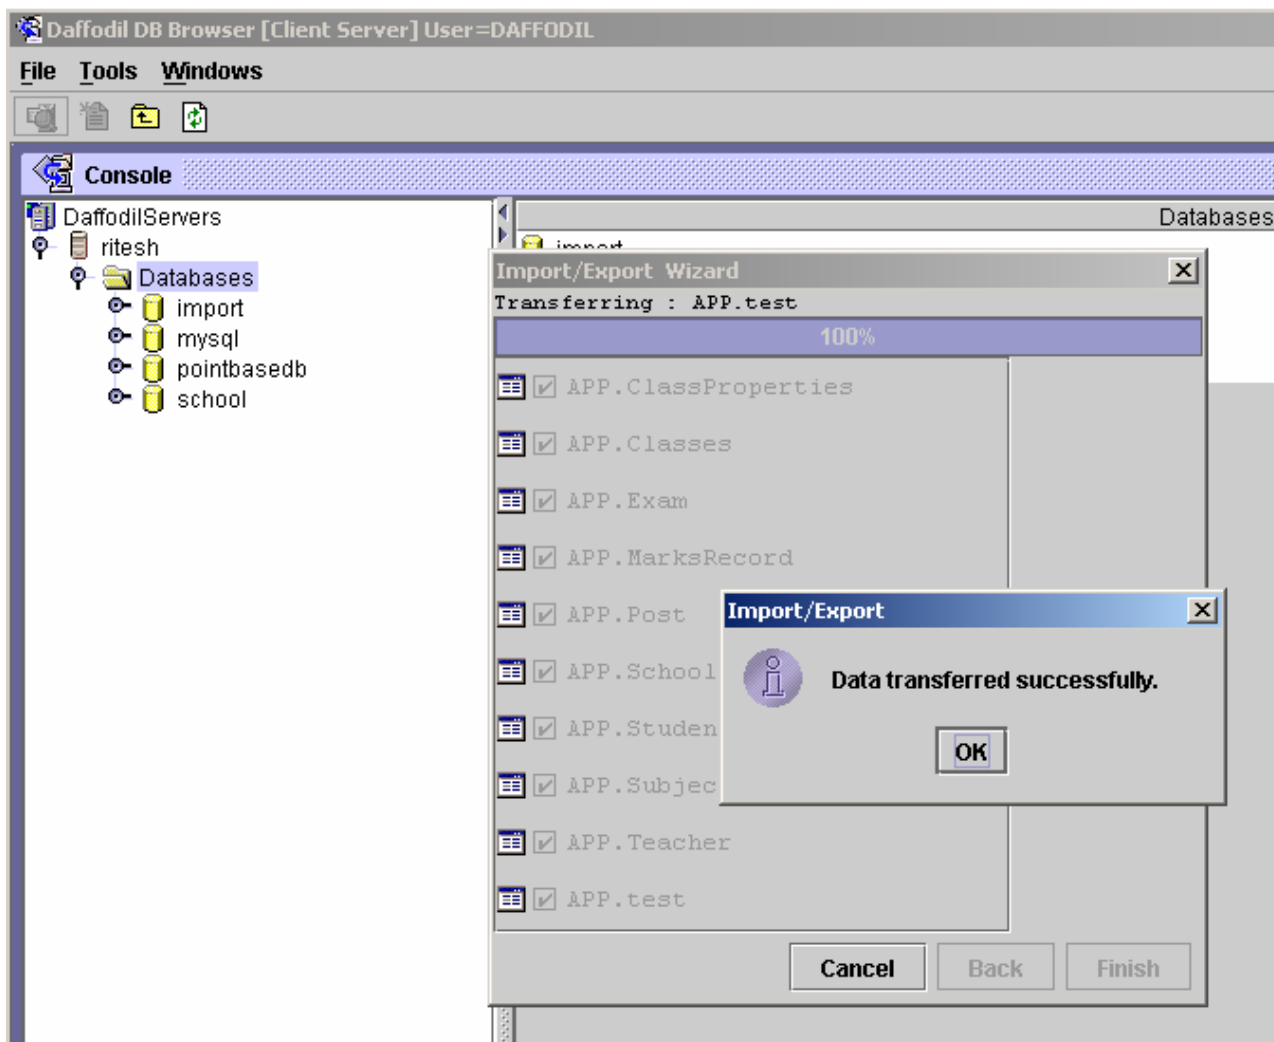 Daffodil DB Browser [Client Server] User=DAFFODIL
File Tools Windows
Console
DaffodilServers
ritesh
Databases
import
mysql
pointbasedb
school
Databases
import
Import/Export Wizard
Transferring : APP.test
100%
APP.ClassProperties
APP.Classes
APP.Exam
APP.MarksRecord
APP.Post
APP.School
APP.Studen
APP.Subjec
APP.Teacher
APP.test
Import/Export
Data transferred successfully.
OK
Cancel Back Finish